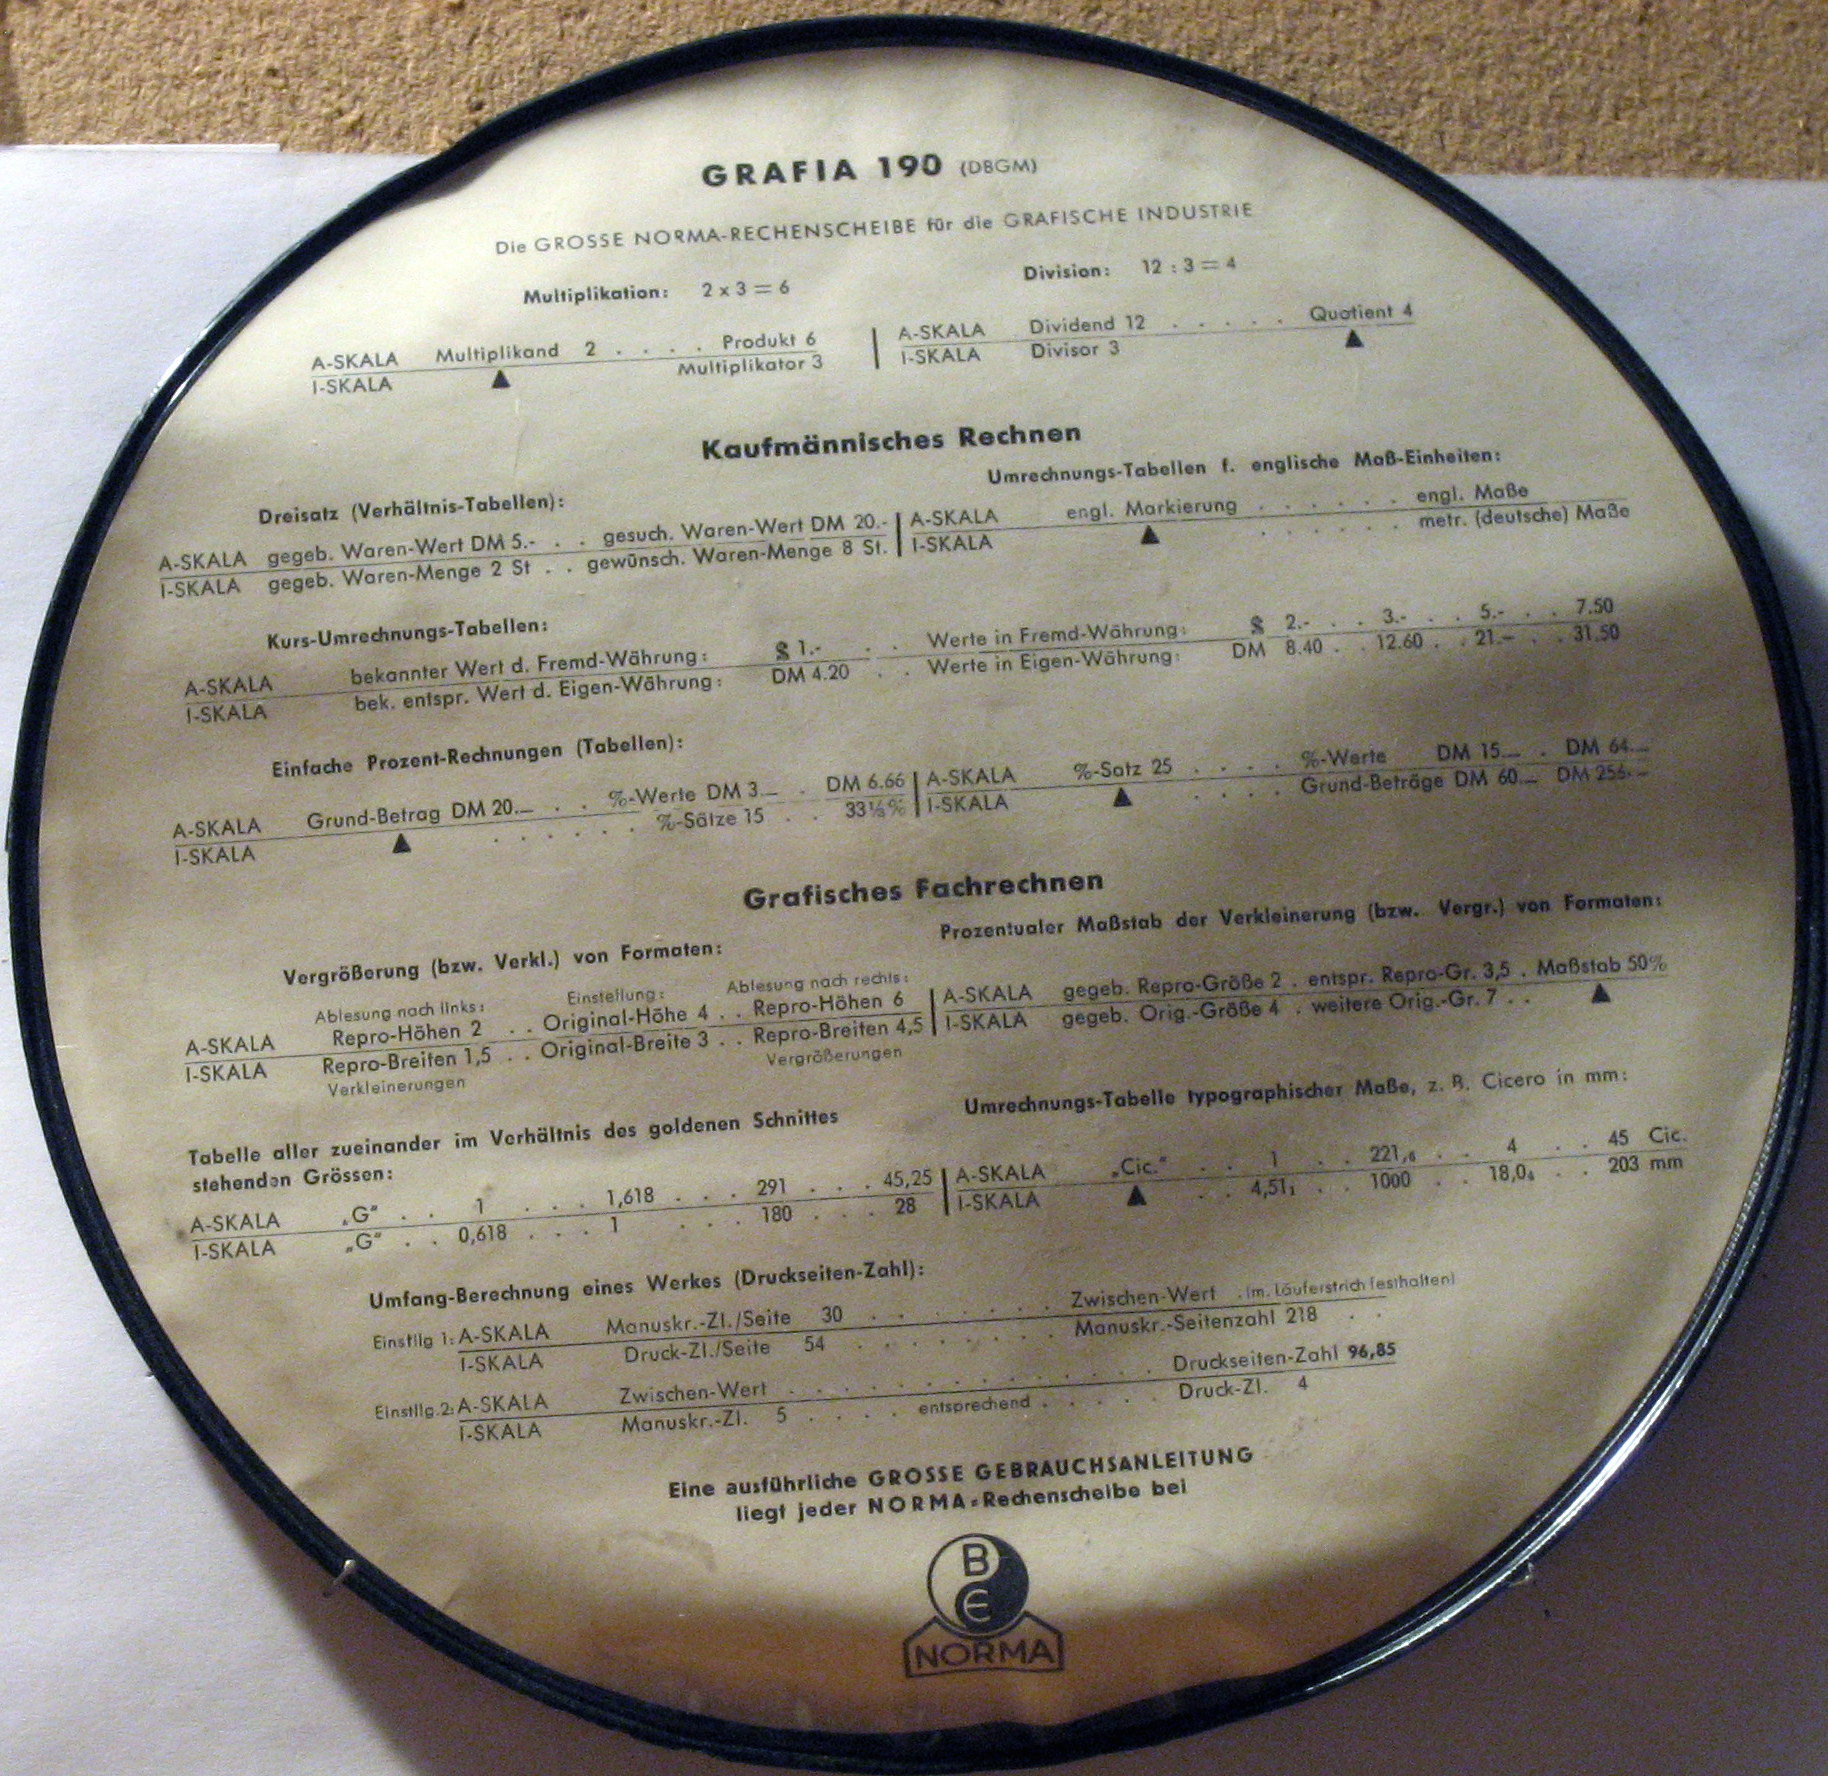 GRAFIA 190 (DBGM)
Die GROSSE NORMA-RECHENSCHEIBE für die GRAFISCHE INDUSTRIE
Multiplikation: 2 x 3 = 6
A-SKALA Multiplikand 2 . . . . Produkt 6
I-SKALA ▲ Multiplikator 3
Division: 12 : 3 = 4
A-SKALA Dividend 12 . . . . . Quotient 4
I-SKALA Divisor 3 ▲
Kaufmännisches Rechnen
Dreisatz (Verhältnis-Tabellen):
A-SKALA gegeb. Waren-Wert DM 5.- . . gesuch. Waren-Wert DM 20.-
I-SKALA gegeb. Waren-Menge 2 St . . gewünsch. Waren-Menge 8 St.
Umrechnungs-Tabellen f. englische Maß-Einheiten:
A-SKALA engl. Markierung . . . . . . engl. Maße
I-SKALA ▲ . . . . . . metr. (deutsche) Maße
Kurs-Umrechnungs-Tabellen:
A-SKALA bekannter Wert d. Fremd-Währung: $ 1.- . . Werte in Fremd-Währung: $ 2.- . . 3.- . . 5.- . . 7.50
I-SKALA bek. entspr. Wert d. Eigen-Währung: DM 4.20 . . Werte in Eigen-Währung: DM 8.40 . . 12.60 . . 21.— . . 31.50
Einfache Prozent-Rechnungen (Tabellen):
A-SKALA Grund-Betrag DM 20.— . . %-Werte DM 3.— . DM 6.66
I-SKALA ▲ . . . . . %-Sätze 15 . . 33⅓%
A-SKALA %-Satz 25 . . . . %-Werte DM 15.— . DM 64.—
I-SKALA ▲ . . . . Grund-Beträge DM 60.— DM 256.—
Grafisches Fachrechnen
Vergrößerung (bzw. Verkl.) von Formaten:
Ablesung nach links: Einstellung: Ablesung nach rechts:
A-SKALA Repro-Höhen 2 . . Original-Höhe 4 . . Repro-Höhen 6
I-SKALA Repro-Breiten 1,5 . . Original-Breite 3 . . Repro-Breiten 4,5
Verkleinerungen Vergrößerungen
Prozentualer Maßstab der Verkleinerung (bzw. Vergr.) von Formaten:
A-SKALA gegeb. Repro-Größe 2 . entspr. Repro-Gr. 3,5 . Maßstab 50%
I-SKALA gegeb. Orig.-Größe 4 . weitere Orig.-Gr. 7 . . ▲
Tabelle aller zueinander im Verhältnis des goldenen Schnittes
stehenden Grössen:
A-SKALA „G“ . . 1 . . . 1,618 . . . 291 . . . 45,25
I-SKALA „G“ . . 0,618 . . . 1 . . . 180 . . . 28
Umrechnungs-Tabelle typographischer Maße, z. B. Cicero in mm:
A-SKALA „Cic.“ . . 1 . . 221,6 . . 4 . . 45 Cic.
I-SKALA ▲ . . 4,511 . . 1000 . . 18,04 . . 203 mm
Umfang-Berechnung eines Werkes (Druckseiten-Zahl):
Einstllg 1: A-SKALA Manuskr.-Zl./Seite 30 . . . . . . . Zwischen-Wert . (m. Läuferstrich festhalten)
I-SKALA Druck-Zl./Seite 54 . . . . . . . Manuskr.-Seitenzahl 218 . .
Einstllg. 2: A-SKALA Zwischen-Wert . . . . . . . . . . . . Druckseiten-Zahl 96,85
I-SKALA Manuskr.-Zl. 5 . . . . entsprechend . . . . . Druck-Zl. 4
Eine ausführliche GROSSE GEBRAUCHSANLEITUNG
liegt jeder NORMA-Rechenscheibe bei
BE
NORMA